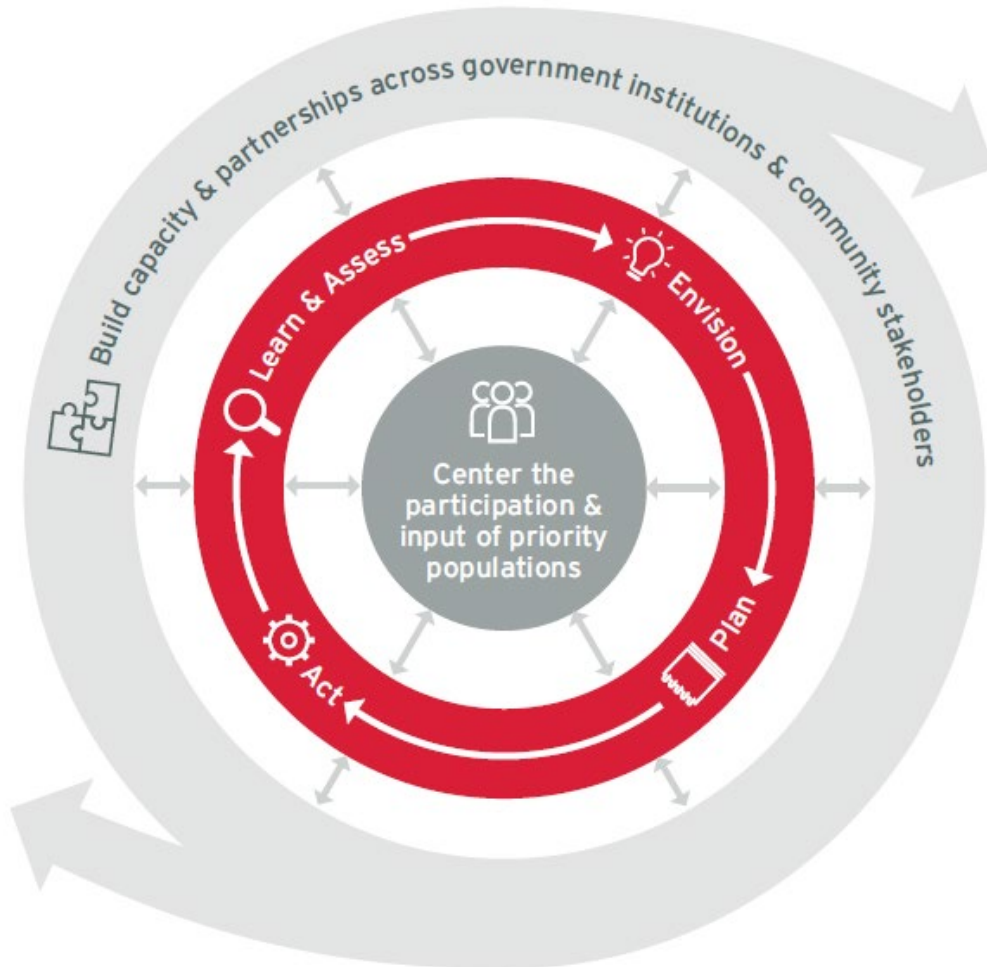 Build capacity & partnerships across government institutions & community stakeholders
Learn & Assess
Envision
Plan
Act
Center the
participation &
input of priority
populations